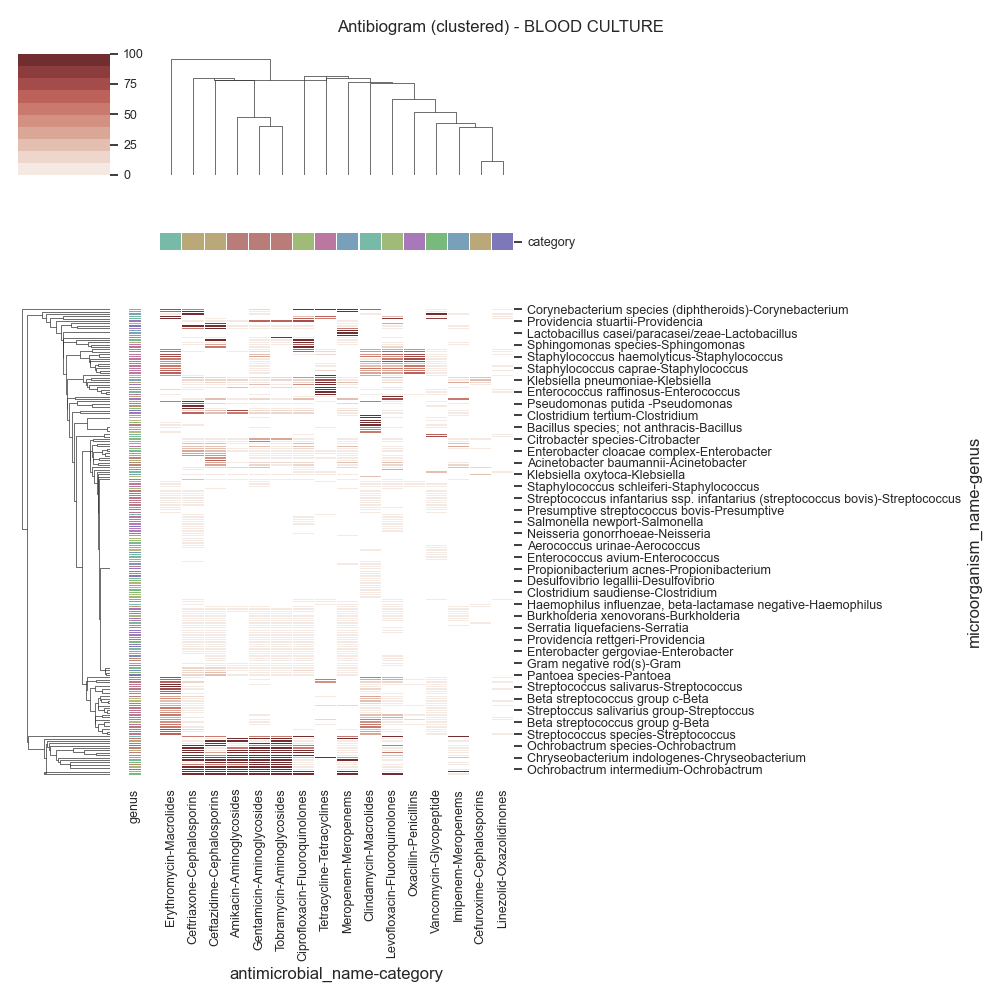 Antibiogram (clustered) - BLOOD CULTURE
100
75
50
25
0
category
Corynebacterium species (diphtheroids)-Corynebacterium
Providencia stuartii-Providencia
Lactobacillus casei/paracasei/zeae-Lactobacillus
Sphingomonas species-Sphingomonas
Staphylococcus haemolyticus-Staphylococcus
Staphylococcus caprae-Staphylococcus
Klebsiella pneumoniae-Klebsiella
Enterococcus raffinosus-Enterococcus
Pseudomonas putida -Pseudomonas
Clostridium tertium-Clostridium
Bacillus species; not anthracis-Bacillus
Citrobacter species-Citrobacter
Enterobacter cloacae complex-Enterobacter
Acinetobacter baumannii-Acinetobacter
Klebsiella oxytoca-Klebsiella
Staphylococcus schleiferi-Staphylococcus
Streptococcus infantarius ssp. infantarius (streptococcus bovis)-Streptococcus
Presumptive streptococcus bovis-Presumptive
Salmonella newport-Salmonella
Neisseria gonorrhoeae-Neisseria
Aerococcus urinae-Aerococcus
Enterococcus avium-Enterococcus
Propionibacterium acnes-Propionibacterium
Desulfovibrio legallii-Desulfovibrio
Clostridium saudiense-Clostridium
Haemophilus influenzae, beta-lactamase negative-Haemophilus
Burkholderia xenovorans-Burkholderia
Serratia liquefaciens-Serratia
Providencia rettgeri-Providencia
Enterobacter gergoviae-Enterobacter
Gram negative rod(s)-Gram
Pantoea species-Pantoea
Streptococcus salivarus-Streptococcus
Beta streptococcus group c-Beta
Streptoccus salivarius group-Streptoccus
Beta streptococcus group g-Beta
Streptococcus species-Streptococcus
Ochrobactrum species-Ochrobactrum
Chryseobacterium indologenes-Chryseobacterium
Ochrobactrum intermedium-Ochrobactrum
microorganism_name-genus
genus
Erythromycin-Macrolides
Ceftriaxone-Cephalosporins
Ceftazidime-Cephalosporins
Amikacin-Aminoglycosides
Gentamicin-Aminoglycosides
Tobramycin-Aminoglycosides
Ciprofloxacin-Fluoroquinolones
Tetracycline-Tetracyclines
Meropenem-Meropenems
Clindamycin-Macrolides
Levofloxacin-Fluoroquinolones
Oxacillin-Penicillins
Vancomycin-Glycopeptide
Imipenem-Meropenems
Cefuroxime-Cephalosporins
Linezolid-Oxazolidinones
antimicrobial_name-category